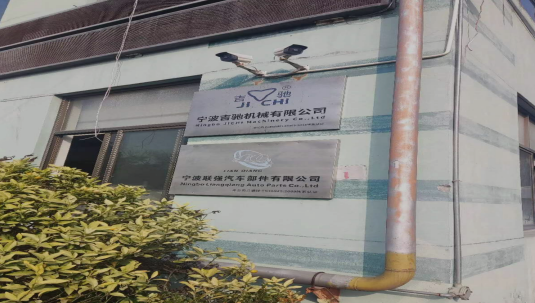 吉 驰
JI CHI
宁波吉驰机械有限公司
Ningbo Jichi Machinery Co.,Ltd
宁波联强汽车部件有限公司
Ningbo Lianqiang Auto Parts Co.,Ltd